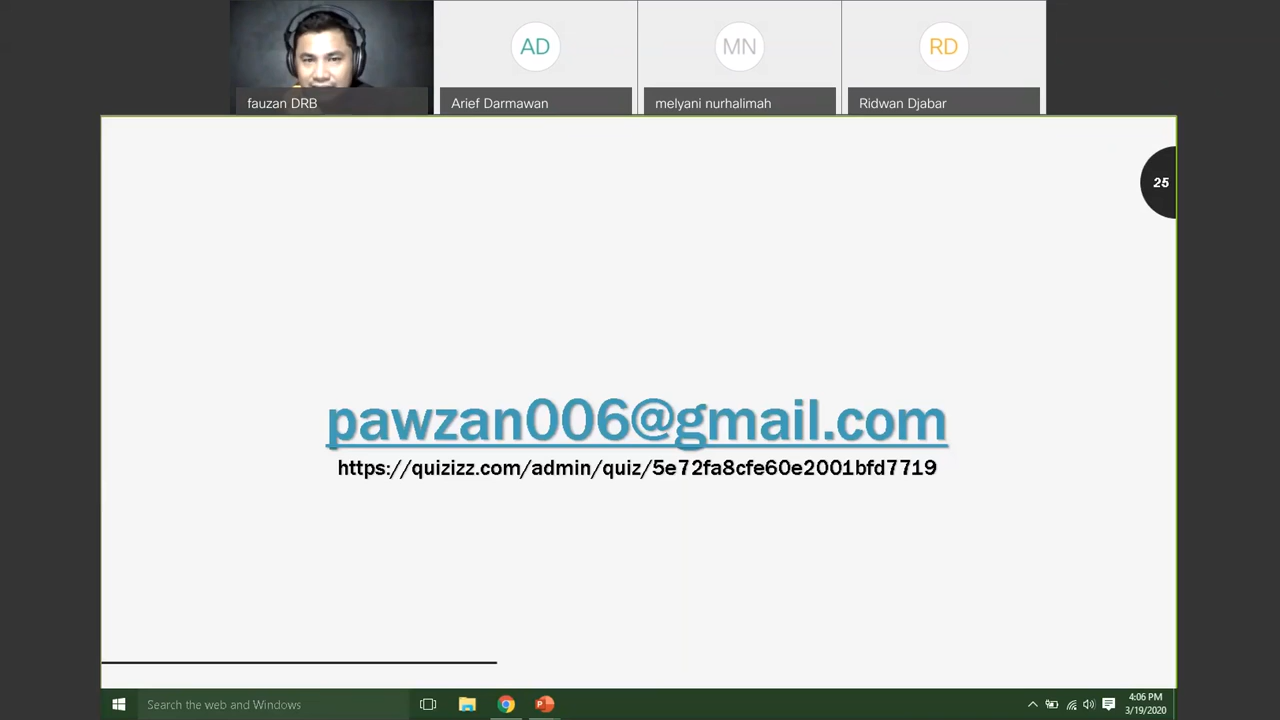 AD
MN
RD
fauzan DRB
Arief Darmawan
melyani nurhalimah
Ridwan Djabar
25
pawzan006@gmail.com
https://quizizz.com/admin/quiz/5e72fa8cfe60e2001bfd7719
Search the web and Windows
4:06 PM
3/19/2020